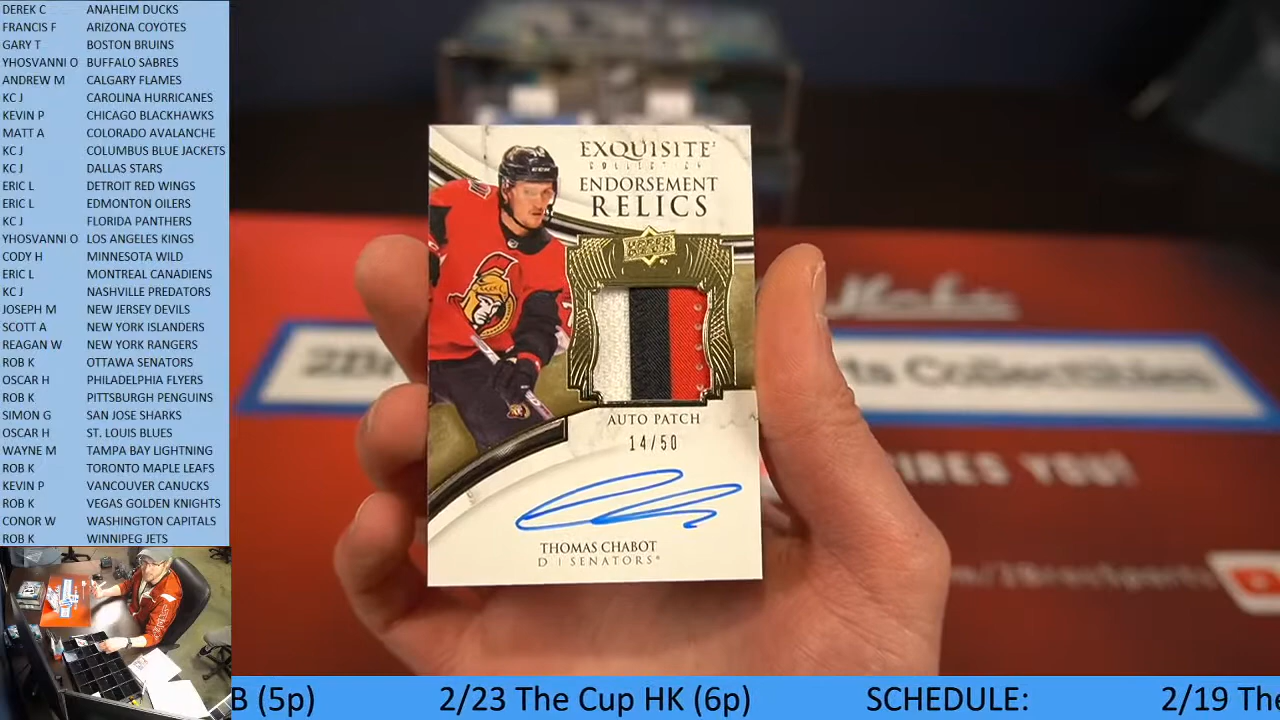 DEREK C ANAHEIM DUCKS
FRANCIS F ARIZONA COYOTES
GARY T BOSTON BRUINS
YHOSVANNI O BUFFALO SABRES
ANDREW M CALGARY FLAMES
KC J CAROLINA HURRICANES
KEVIN P CHICAGO BLACKHAWKS
MATT A COLORADO AVALANCHE
KC J COLUMBUS BLUE JACKETS
KC J DALLAS STARS
ERIC L DETROIT RED WINGS
ERIC L EDMONTON OILERS
KC J FLORIDA PANTHERS
YHOSVANNI O LOS ANGELES KINGS
CODY H MINNESOTA WILD
ERIC L MONTREAL CANADIENS
KC J NASHVILLE PREDATORS
JOSEPH M NEW JERSEY DEVILS
SCOTT A NEW YORK ISLANDERS
REAGAN W NEW YORK RANGERS
ROB K OTTAWA SENATORS
OSCAR H PHILADELPHIA FLYERS
ROB K PITTSBURGH PENGUINS
SIMON G SAN JOSE SHARKS
OSCAR H ST. LOUIS BLUES
WAYNE M TAMPA BAY LIGHTNING
ROB K TORONTO MAPLE LEAFS
KEVIN P VANCOUVER CANUCKS
ROB K VEGAS GOLDEN KNIGHTS
CONOR W WASHINGTON CAPITALS
ROB K WINNIPEG JETS
EXQUISITE
COLLECTION
ENDORSEMENT
RELICS
UPPER DECK
AUTO PATCH
14/50
THOMAS CHABOT
D | SENATORS
Collectibles
IRES YOU!
B (5p) 2/23 The Cup HK (6p) SCHEDULE: 2/19 The